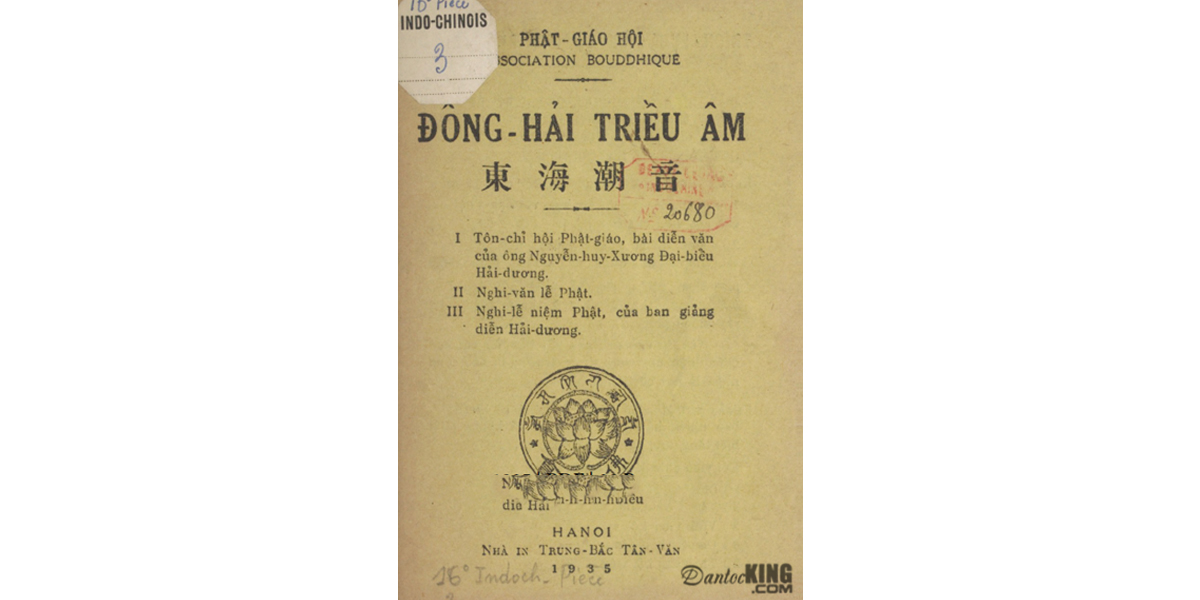 16° Pièce
INDO-CHINOIS
3
PHẬT-GIÁO HỘI
SSOCIATION BOUDDHIQUE
ĐÔNG-HẢI TRIỀU ÂM
東海潮音
Nº 20680
I Tôn-chỉ hội Phật-giáo, bài diễn văn
của ông Nguyễn-huy-Xương Đại-biểu
Hải-dương.
II Nghi-văn lễ Phật.
III Nghi-lễ niệm Phật, của ban giảng
diễn Hải-dương.
HANOI
NHÀ IN TRUNG-BẮC TÂN-VĂN
1935
16° Indoch. Pièce
DantocKING
.COM